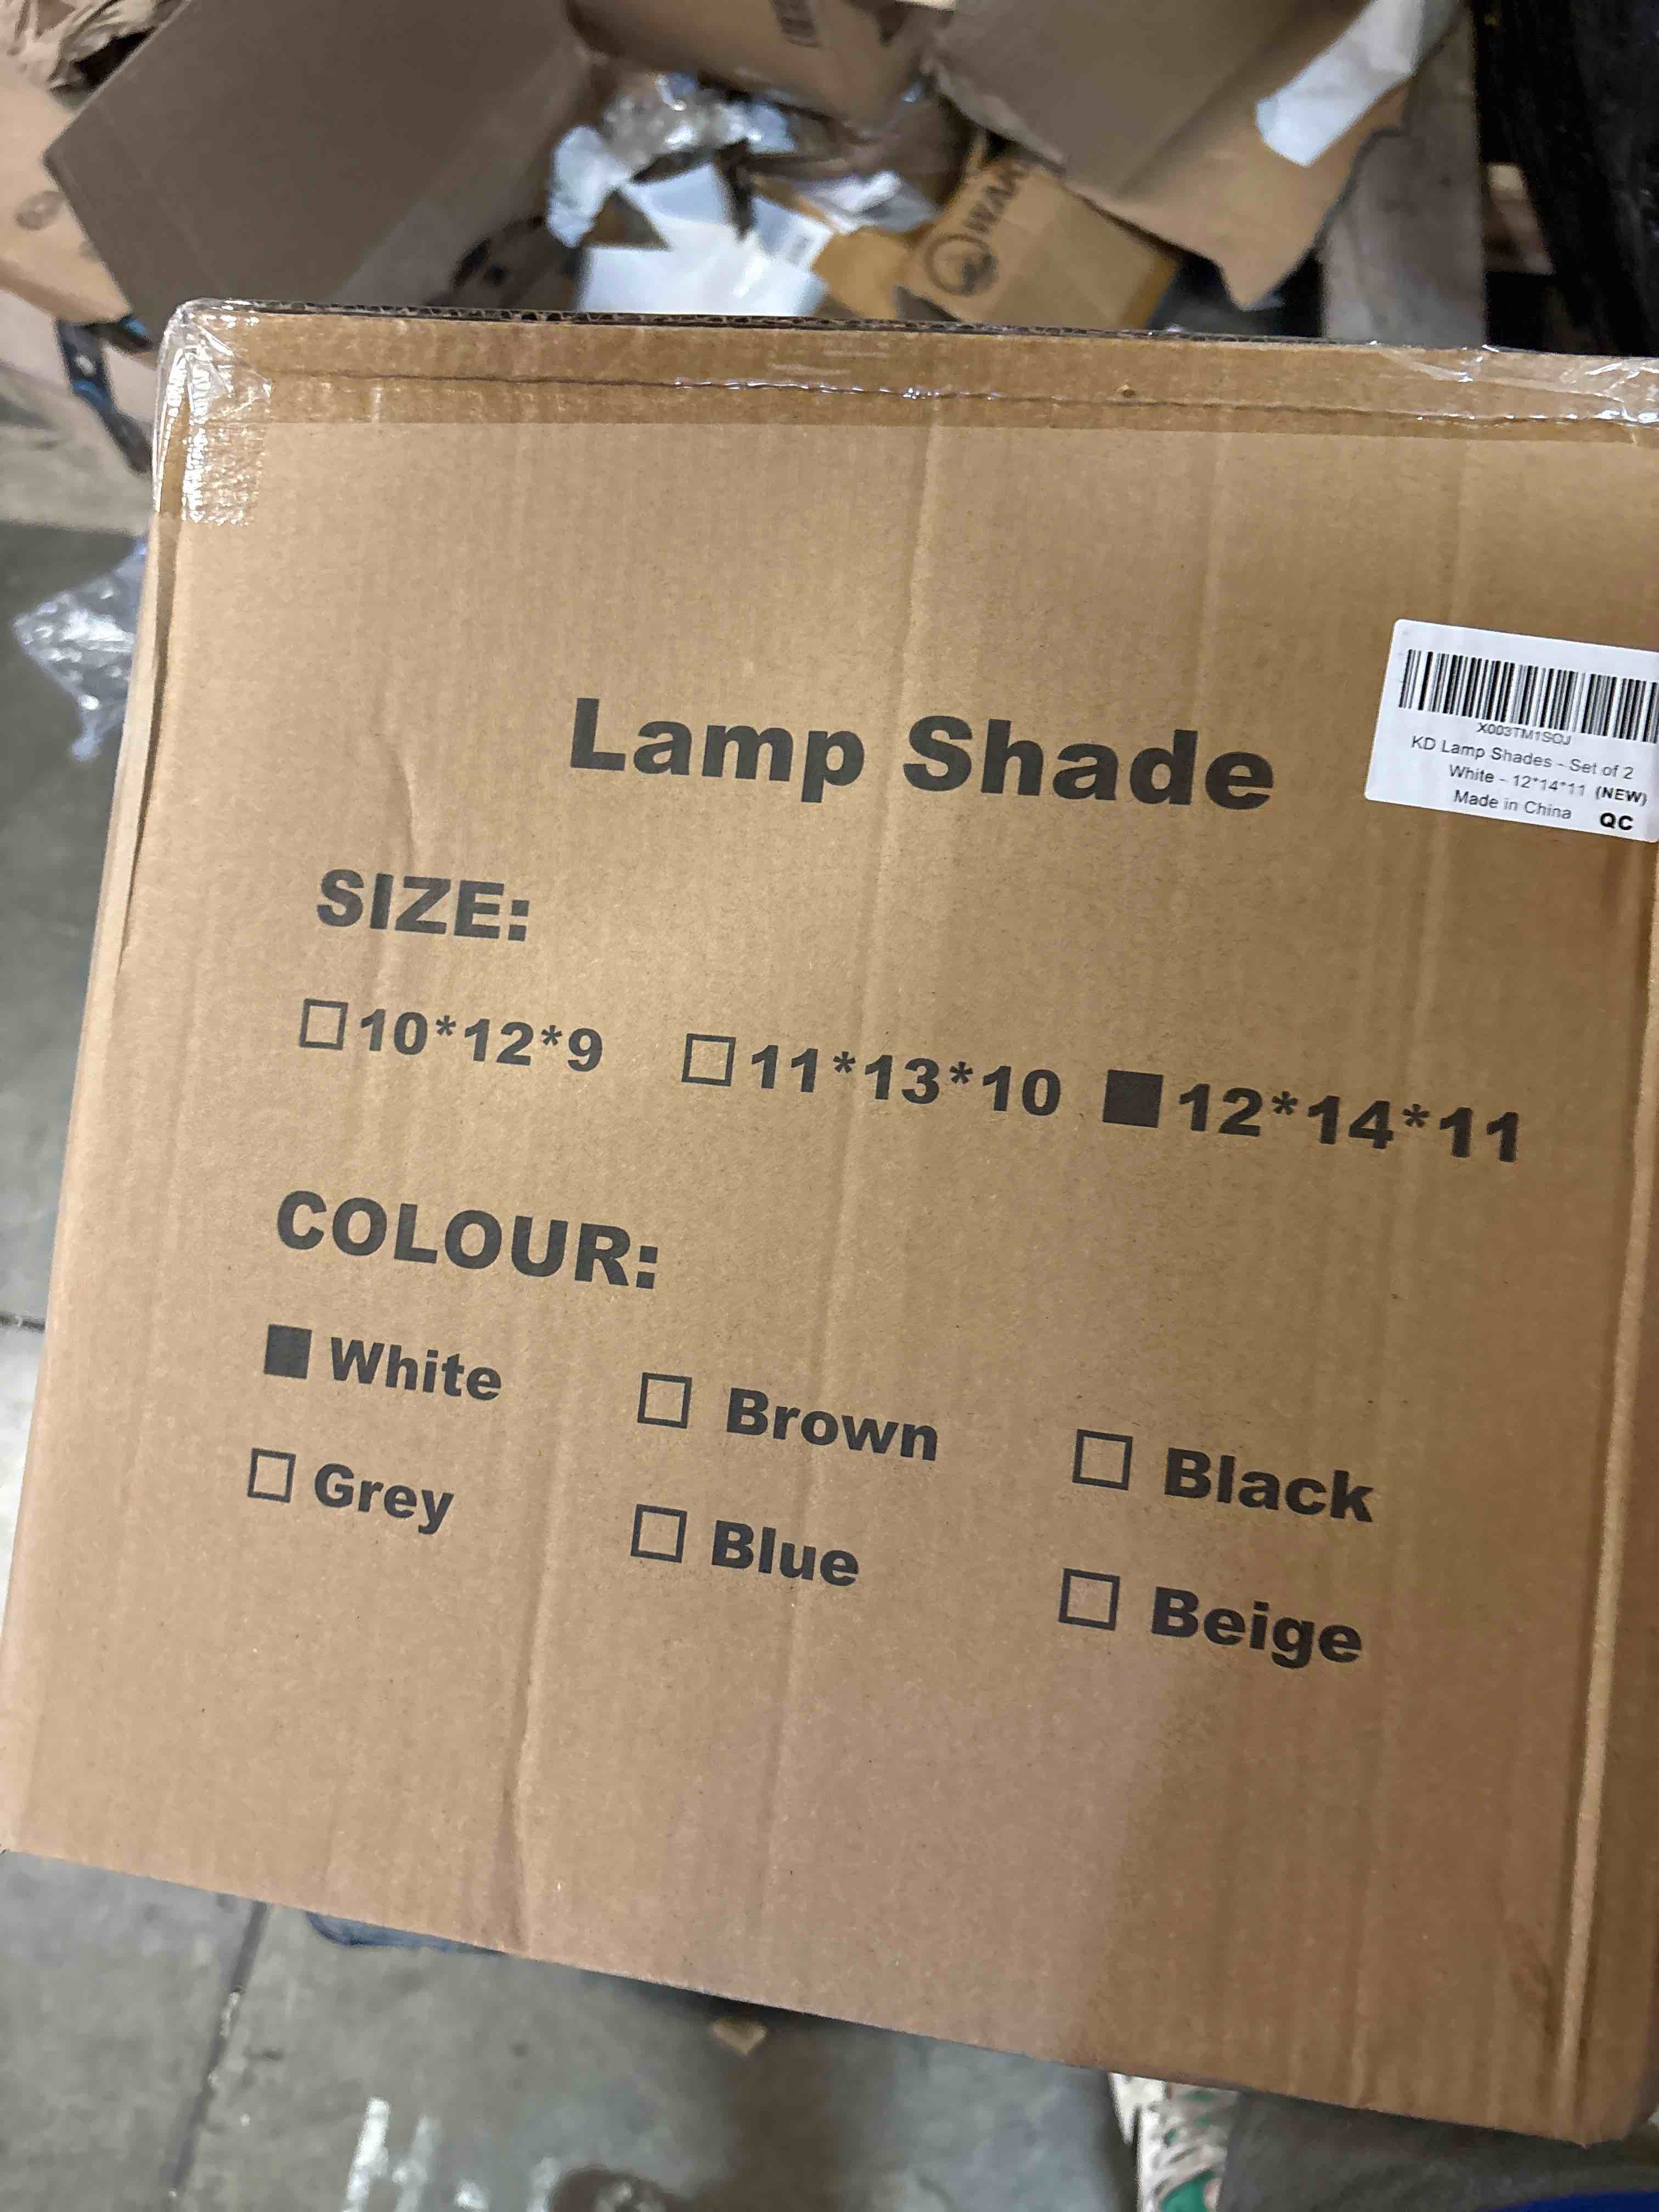 Lamp Shade
X003TM1SOJ
KD Lamp Shades - Set of 2
White - 12*14*11 (NEW)
Made in China QC
SIZE:
☐10*12*9 ☐11*13*10 ■12*14*11
COLOUR:
■ White ☐ Brown ☐ Black
☐ Grey ☐ Blue ☐ Beige